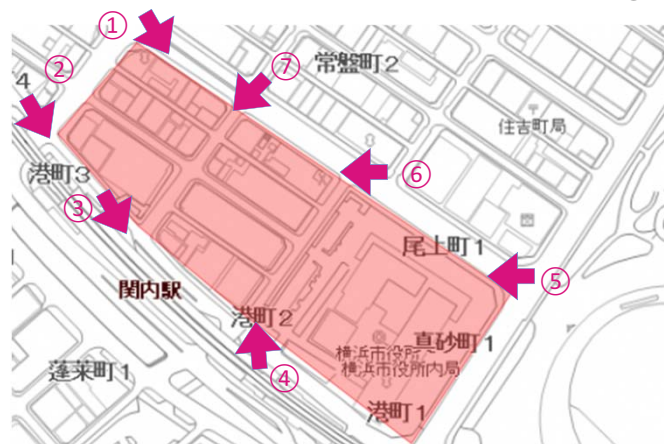 ①
⑦
常盤町2
②
4
住吉町局
⑥
港町3
③
尾上町1
⑤
関内駅
港町2
真砂町1
横浜市役所
横浜市役所内局
④
蓬莱町1
港町1